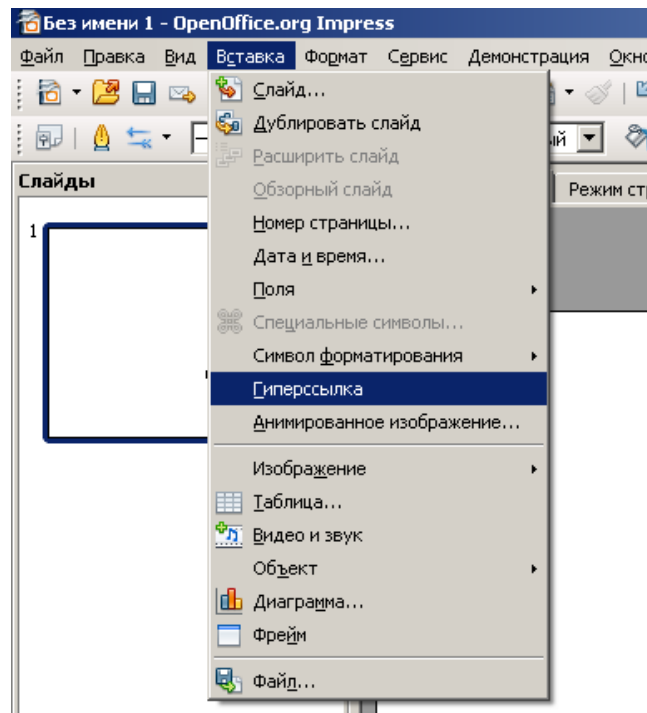 Без имени 1 - OpenOffice.org Impress
Файл Правка Вид Вставка Формат Сервис Демонстрация Окно
Слайд...
Дублировать слайд
ый
Расширить слайд
Слайды
Обзорный слайд
Режим стр
1
Номер страницы...
Дата и время...
Поля
Специальные символы...
Символ форматирования
Гиперссылка
Анимированное изображение...
Изображение
Таблица...
Видео и звук
Объект
Диаграмма...
Фрейм
Файл...